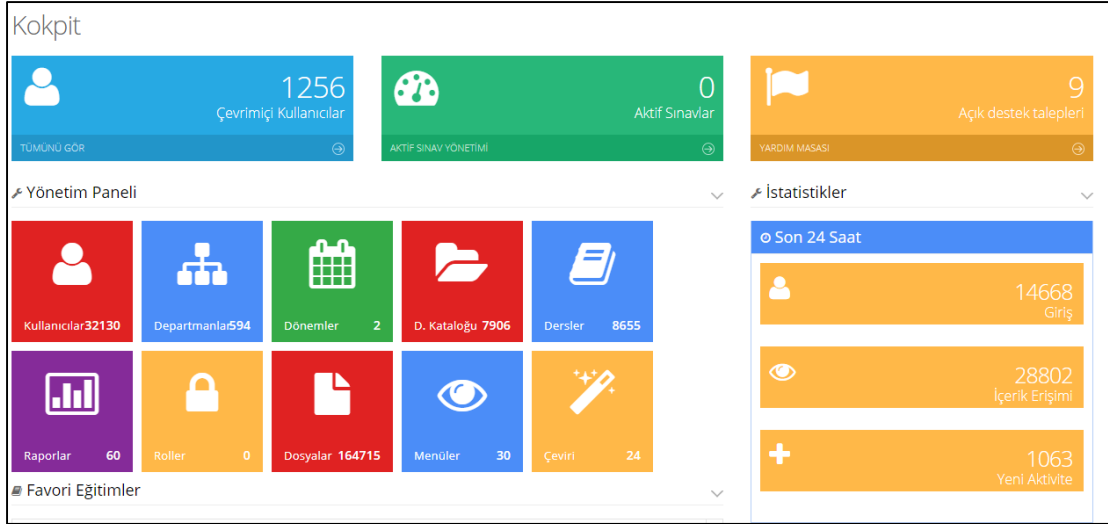 Kokpit
1256
Çevrimiçi Kullanıcılar
TÜMÜNÜ GÖR
0
Aktif Sınavlar
AKTİF SINAV YÖNETİMİ
9
Açık destek talepleri
YARDIM MASASI
Yönetim Paneli
Kullanıcılar 32130
Departmanlar 594
Dönemler 2
D. Kataloğu 7906
Dersler 8655
Raporlar 60
Roller 0
Dosyalar 164715
Menüler 30
Çeviri 24
Favori Eğitimler
İstatistikler
Son 24 Saat
14668
Giriş
28802
İçerik Erişimi
1063
Yeni Aktivite